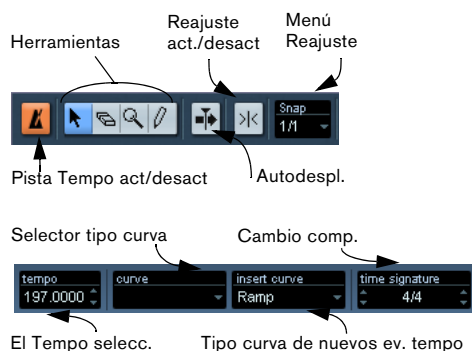 Herramientas
Reajuste
act./desact
Menú
Reajuste
Snap
1/1
Pista Tempo act/desact
Autodespl.
Selector tipo curva
Cambio comp.
tempo
197.0000
curve
insert curve
Ramp
time signature
4/4
El Tempo selecc.
Tipo curva de nuevos ev. tempo